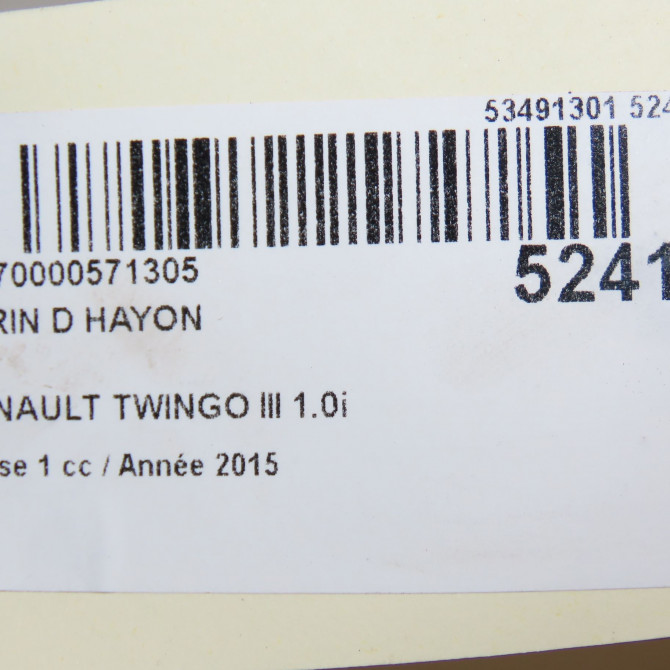 53491301 524
70000571305
5241
RIN D HAYON
NAULT TWINGO III 1.0i
se 1 cc / Année 2015